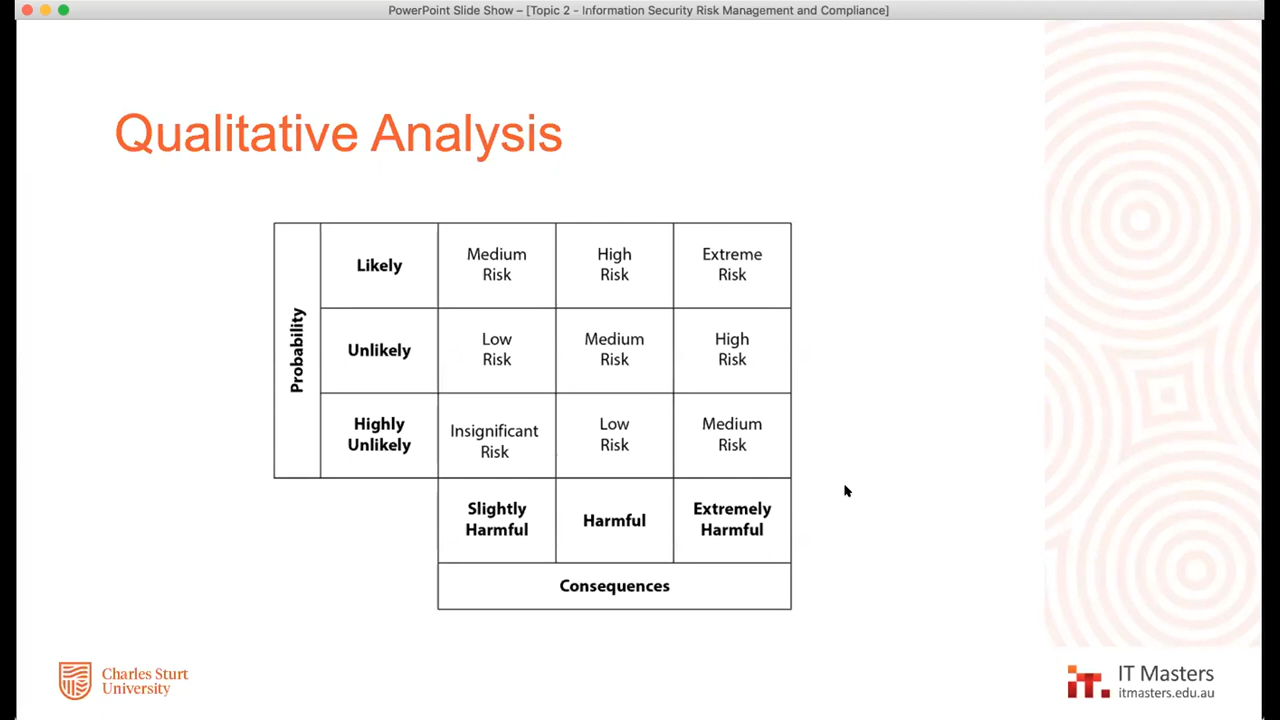 PowerPoint Slide Show – [Topic 2 - Information Security Risk Management and Compliance]
Qualitative Analysis
Probability
Likely
Medium
Risk
High
Risk
Extreme
Risk
Unlikely
Low
Risk
Medium
Risk
High
Risk
Highly
Unlikely
Insignificant
Risk
Low
Risk
Medium
Risk
Slightly
Harmful
Harmful
Extremely
Harmful
Consequences
Charles Sturt
University
iT.
IT Masters
itmasters.edu.au